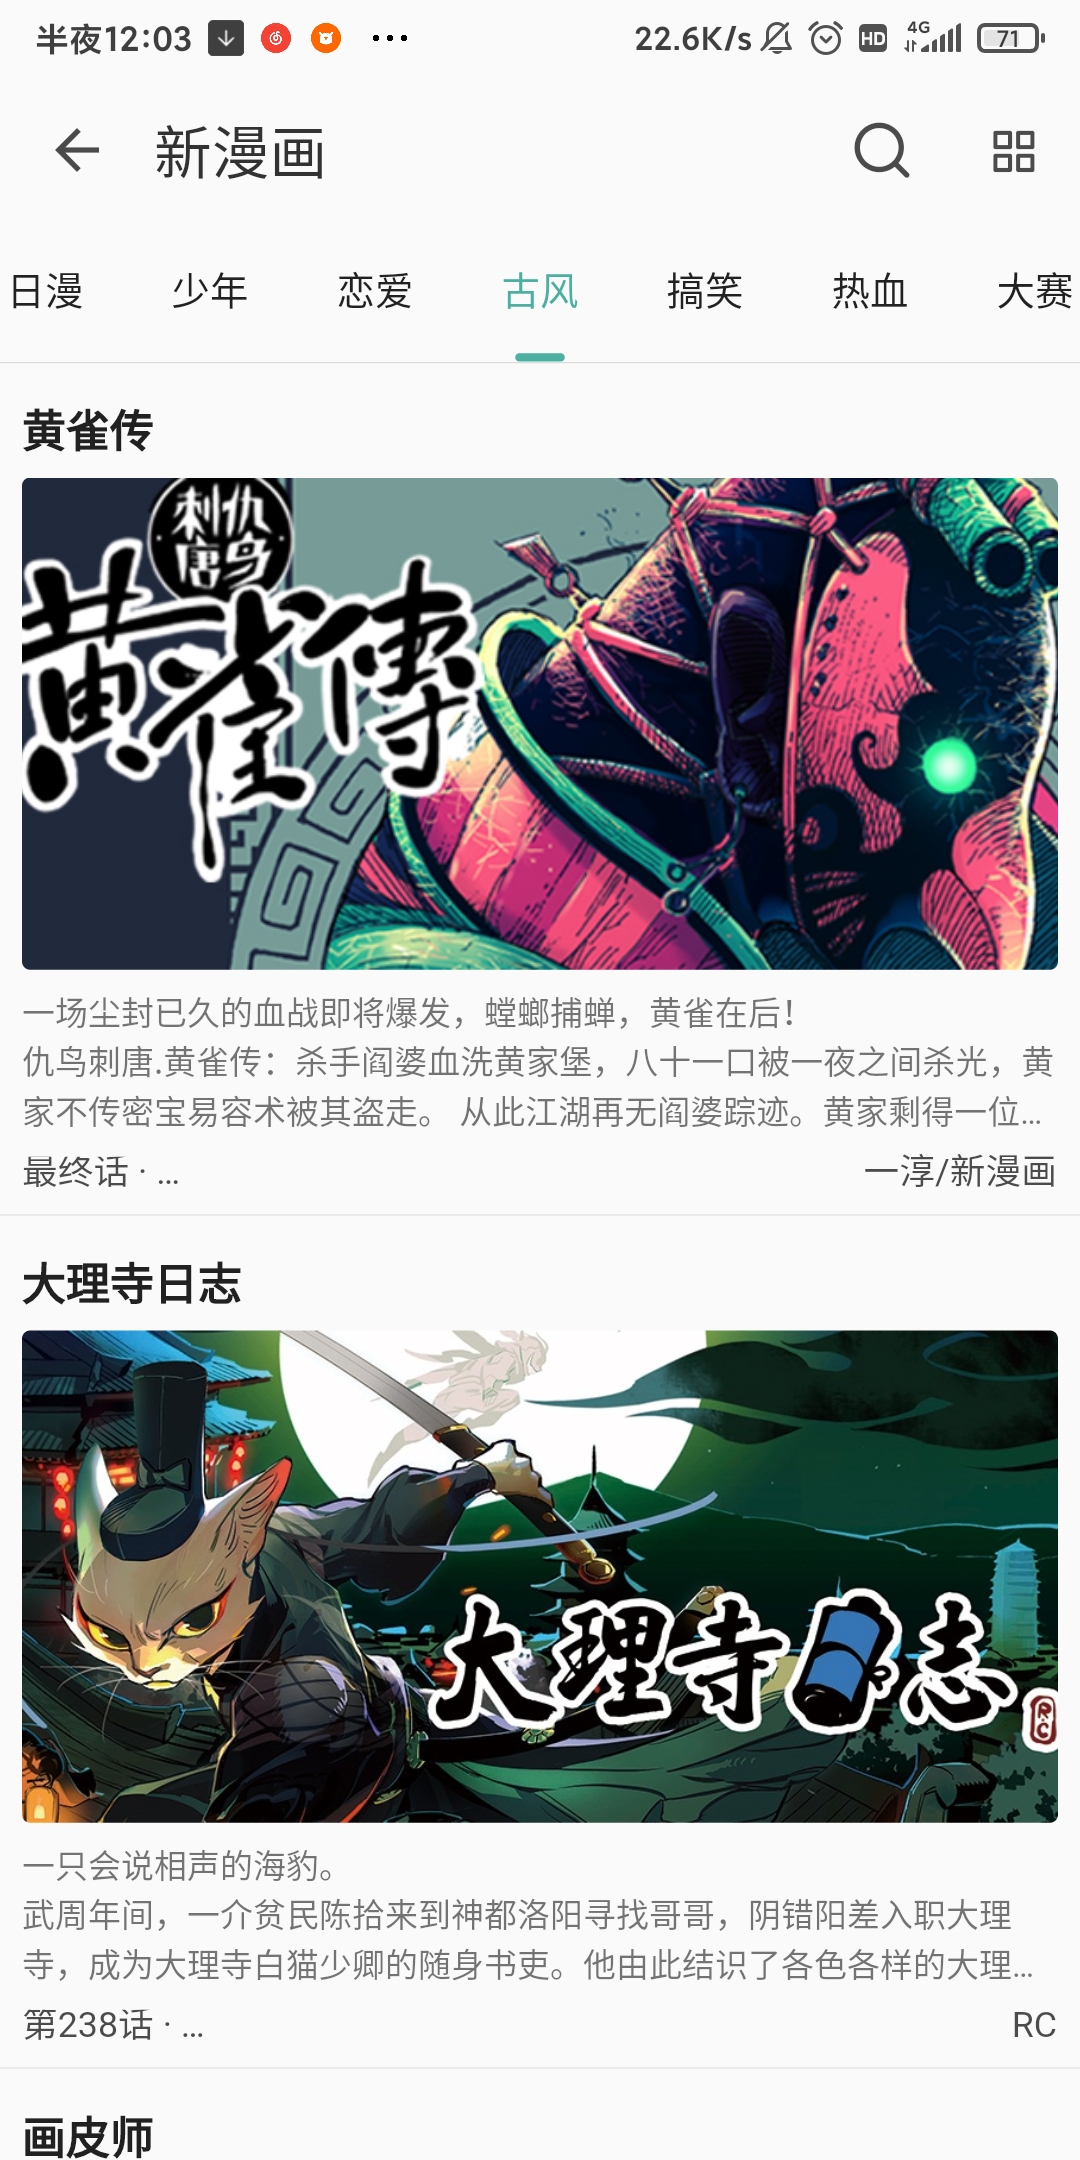 半夜12:03 22.6K/s HD 4G 71
新漫画
日漫 少年 恋爱 古风 搞笑 热血 大赛
黄雀传
刺仇
唐鸟
黄雀傳
一场尘封已久的血战即将爆发，螳螂捕蝉，黄雀在后！
仇鸟刺唐.黄雀传：杀手阎婆血洗黄家堡，八十一口被一夜之间杀光，黄
家不传密宝易容术被其盗走。 从此江湖再无阎婆踪迹。黄家剩得一位...
最终话 · ... 一淳/新漫画
大理寺日志
大理寺日志
RC
一只会说相声的海豹。
武周年间，一介贫民陈拾来到神都洛阳寻找哥哥，阴错阳差入职大理
寺，成为大理寺白猫少卿的随身书吏。他由此结识了各色各样的大理...
第238话 · ... RC
画皮师